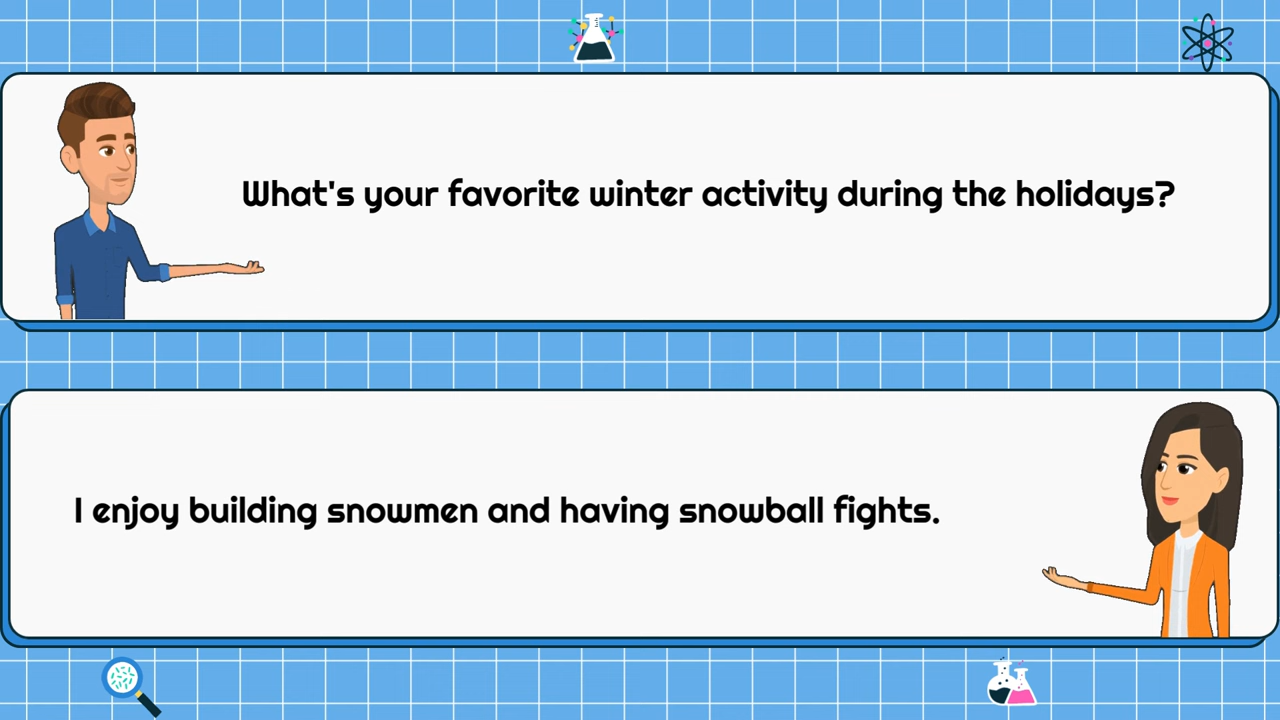 What's your favorite winter activity during the holidays?
I enjoy building snowmen and having snowball fights.